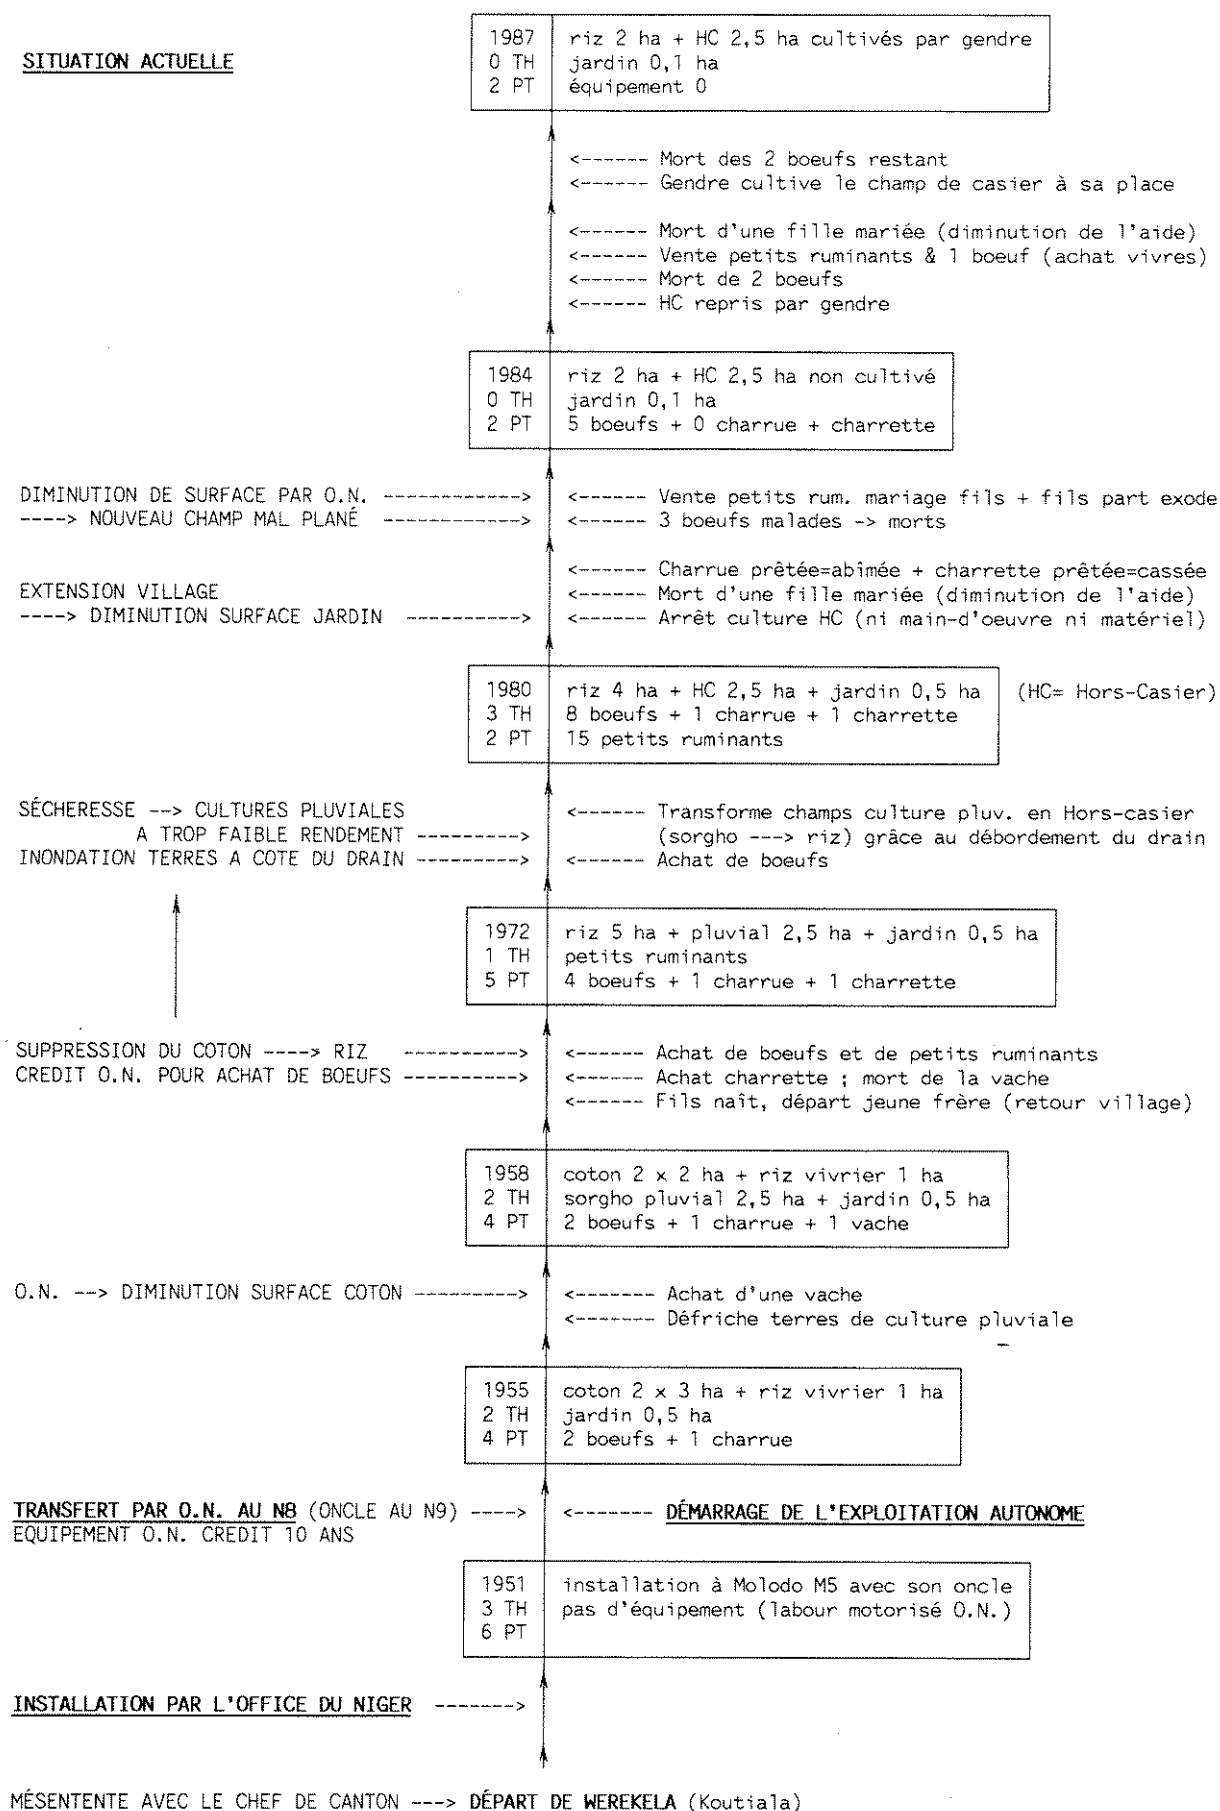 SITUATION ACTUELLE
1987 riz 2 ha + HC 2,5 ha cultivés par gendre
0 TH jardin 0,1 ha
2 PT équipement 0
<------ Mort des 2 boeufs restant
<------ Gendre cultive le champ de casier à sa place
<------ Mort d'une fille mariée (diminution de l'aide)
<------ Vente petits ruminants & 1 boeuf (achat vivres)
<------ Mort de 2 boeufs
<------ HC repris par gendre
1984 riz 2 ha + HC 2,5 ha non cultivé
0 TH jardin 0,1 ha
2 PT 5 boeufs + 0 charrue + charrette
DIMINUTION DE SURFACE PAR O.N. ----------> <------ Vente petits rum. mariage fils + fils part exode
----> NOUVEAU CHAMP MAL PLANÉ ----------> <------ 3 boeufs malades -> morts
<------ Charrue prêtée=abîmée + charrette prêtée=cassée
EXTENSION VILLAGE <------ Mort d'une fille mariée (diminution de l'aide)
----> DIMINUTION SURFACE JARDIN --------> <------ Arrêt culture HC (ni main-d'oeuvre ni matériel)
1980 riz 4 ha + HC 2,5 ha + jardin 0,5 ha (HC= Hors-Casier)
3 TH 8 boeufs + 1 charrue + 1 charrette
2 PT 15 petits ruminants
SÉCHERESSE --> CULTURES PLUVIALES <------ Transforme champs culture pluv. en Hors-casier
A TROP FAIBLE RENDEMENT --------> (sorgho ---> riz) grâce au débordement du drain
INONDATION TERRES A COTE DU DRAIN --------> <------ Achat de boeufs
1972 riz 5 ha + pluvial 2,5 ha + jardin 0,5 ha
1 TH petits ruminants
5 PT 4 boeufs + 1 charrue + 1 charrette
SUPPRESSION DU COTON ----> RIZ ----------> <------ Achat de boeufs et de petits ruminants
CREDIT O.N. POUR ACHAT DE BOEUFS ---------> <------ Achat charrette ; mort de la vache
<------ Fils naît, départ jeune frère (retour village)
1958 coton 2 x 2 ha + riz vivrier 1 ha
2 TH sorgho pluvial 2,5 ha + jardin 0,5 ha
4 PT 2 boeufs + 1 charrue + 1 vache
O.N. --> DIMINUTION SURFACE COTON ---------> <------- Achat d'une vache
<------- Défriche terres de culture pluviale
1955 coton 2 x 3 ha + riz vivrier 1 ha
2 TH jardin 0,5 ha
4 PT 2 boeufs + 1 charrue
TRANSFERT PAR O.N. AU N8 (ONCLE AU N9) ----> <------- DÉMARRAGE DE L'EXPLOITATION AUTONOME
EQUIPEMENT O.N. CREDIT 10 ANS
1951 installation à Molodo M5 avec son oncle
3 TH pas d'équipement (labour motorisé O.N.)
6 PT
INSTALLATION PAR L'OFFICE DU NIGER ------->
MÉSENTENTE AVEC LE CHEF DE CANTON ---> DÉPART DE WEREKELA (Koutiala)